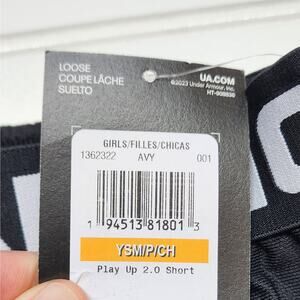 LOOSE
COUPE LÂCHE
SUELTO
UA.COM
©2023 Under Armour, Inc.
GIRLS/FILLES/CHICAS
1362322 AVY 001
1 94513 81801 3
YSM/P/CH
Play Up 2.0 Short